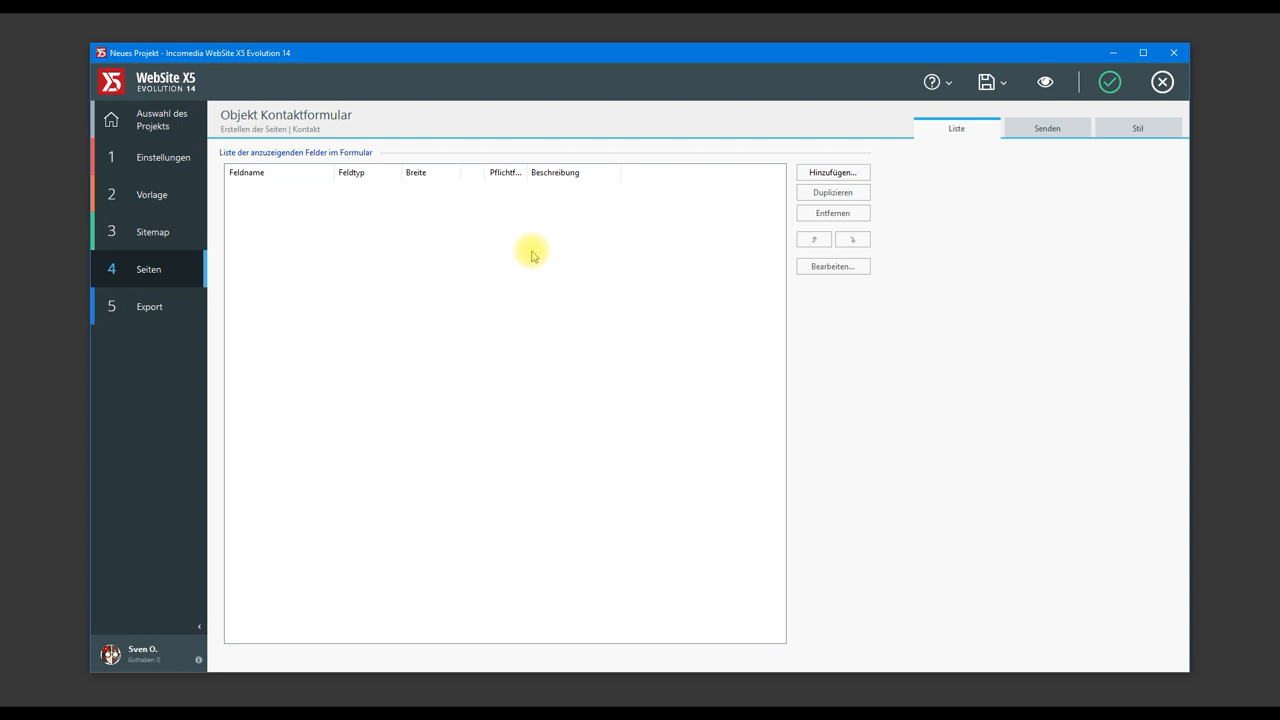 Neues Projekt - Incomedia WebSite X5 Evolution 14
WebSite X5
EVOLUTION 14
Auswahl des
Projekts
1 Einstellungen
2 Vorlage
3 Sitemap
4 Seiten
5 Export
Sven O.
Guthaben: 0
Objekt Kontaktformular
Erstellen der Seiten | Kontakt
Liste Senden Stil
Liste der anzuzeigenden Felder im Formular
Feldname Feldtyp Breite Pflichtf... Beschreibung
Hinzufügen...
Duplizieren
Entfernen
Bearbeiten...